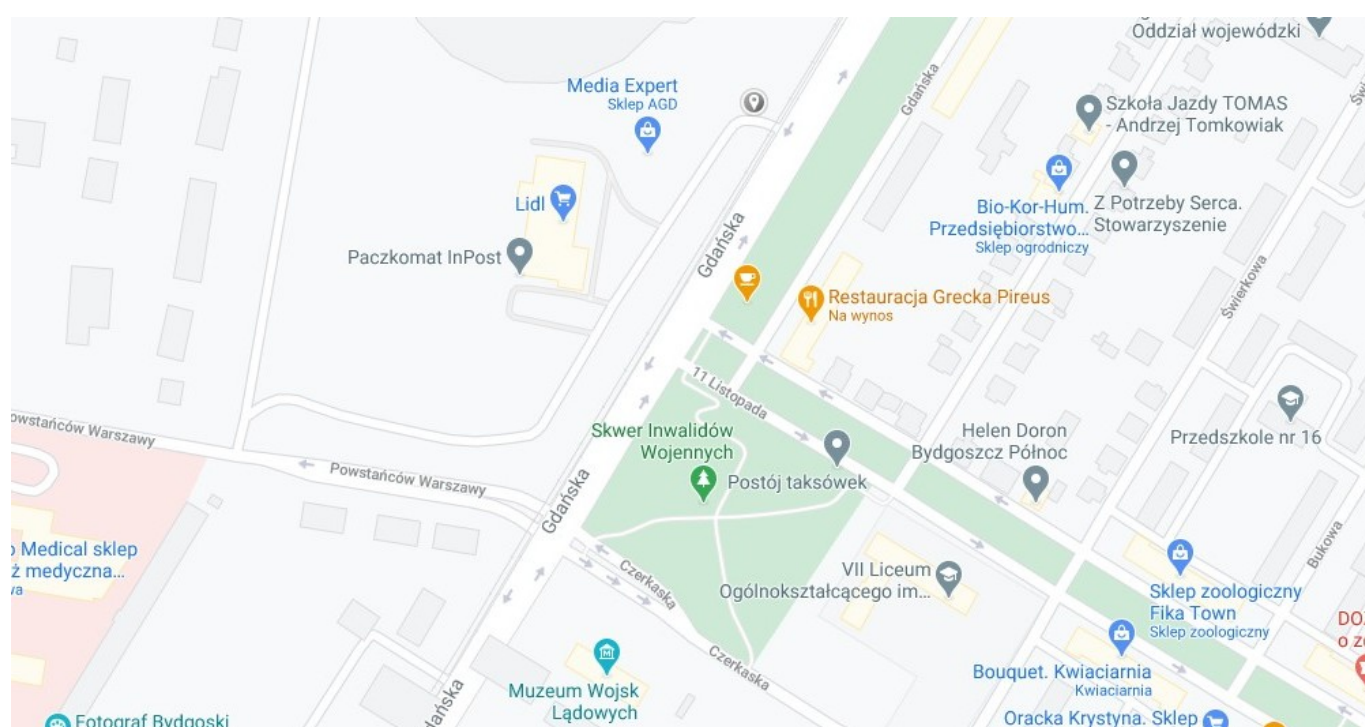 Oddział wojewódzki
Media Expert
Sklep AGD
Gdańska
Szkoła Jazdy TOMAS
- Andrzej Tomkowiak
Lidl
Bio-Kor-Hum.
Przedsiębiorstwo...
Sklep ogrodniczy
Z Potrzeby Serca.
Stowarzyszenie
Paczkomat InPost
Gdańska
Świerkowa
Restauracja Grecka Pireus
Na wynos
11 Listopada
Powstańców Warszawy
Skwer Inwalidów
Wojennych
Helen Doron
Bydgoszcz Północ
Przedszkole nr 16
Powstańców Warszawy
Postój taksówek
Gdańska
Bukowa
Medical sklep
ż medyczna...
VII Liceum
Ogólnokształcącego im...
Czerkaska
Sklep zoologiczny
Fika Town
Sklep zoologiczny
Czerkaska
Bouquet. Kwiaciarnia
Kwiaciarnia
Muzeum Wojsk
Lądowych
Fotograf Bydgoski
Oracka Krystyna. Sklep